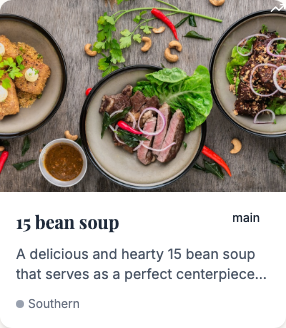 15 bean soup
main
A delicious and hearty 15 bean soup
that serves as a perfect centerpiece...
Southern